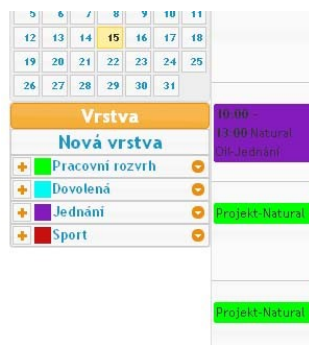 5 6 7 8 9 10 11
12 13 14 15 16 17 18
19 20 21 22 23 24 25
26 27 28 29 30 31
Vrstva
Nová vrstva
Pracovní rozvrh
Dovolená
Jednání
Sport
10:00 -
13:00 Natural
Oil-Jednání
Projekt-Natural
Projekt-Natural